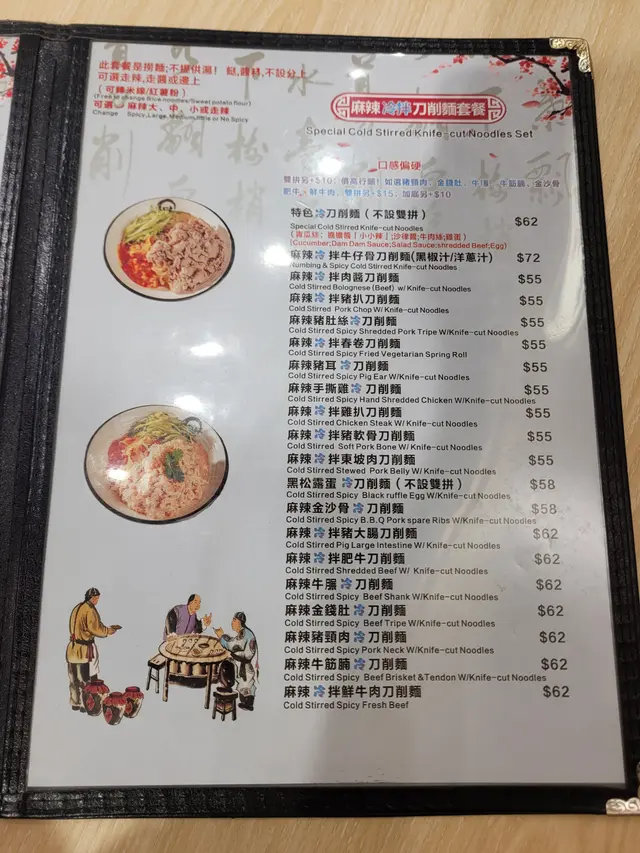 此套餐是撈麵;不提供湯! 麵,醬料,不設分上
可選走辣,走醬或邊上
(可轉米線/紅薯粉)
(Free of change Rice noodles/Sweet potato flour)
可選: 麻辣大、中、小或走辣
Change Spicy,Large,Medium,little or No Spicy
麻辣冷拌刀削麵套餐
Special Cold Stirred Knife-cut Noodles Set
口感偏硬
特色冷刀削麵(不設雙拼) $62
Special Cold Stirred Knife-cut Noodles
(Cucimber;Dam Dam Sauce;Salad Sauce;shredded Beef;Egg)
麻辣冷拌牛仔骨刀削麵(黑椒汁/洋蔥汁) $72
Rumbing & Spicy Cold Stirred Knife-cut Noodles
麻辣冷拌肉醬刀削麵 $55
Cold Stirred Bolognese (Beef) w/ Knife-cut Noodles
麻辣冷拌豬扒刀削麵 $55
Cold Stirred Pork Chop W/ Knife-cut Noodles
麻辣豬肚絲冷刀削麵 $55
Cold Stirred Spicy Shredded Pork Tripe W/Knife-cut Noodles
麻辣冷拌春卷刀削麵 $55
Cold Stirred Spicy Fried Vegetarian Spring Roll
麻辣豬耳冷刀削麵 $55
Cold Stirred Spicy Pig Ear W/Knife-cut Noodles
麻辣手撕雞冷刀削麵 $55
Cold Stirred Spicy Hand Shredded Chicken W/Knife-cut Noodles
麻辣冷拌雞扒刀削麵 $55
Cold Stirred Chicken Steak W/ Knife-cut Noodles
麻辣冷拌豬軟骨刀削麵 $55
Cold Stirred Soft Pork Bone W/ Knife-cut Noodles
麻辣冷拌東坡肉刀削麵 $55
Cold Stirred Stewed Pork Belly W/ Knife-cut Noodles
黑松露蛋冷刀削麵(不設雙拼) $58
Cold Stirred Spicy Black ruffle Egg W/Knife-cut Noodles
麻辣金沙骨冷刀削麵 $58
Cold Stirred Spicy B.B.Q Pork spare Ribs W/Knife-cut Noodles
麻辣冷拌豬大腸刀削麵 $62
Cold Stirred Pig Large Intestine W/ Knife-cut Noodles
麻辣冷拌肥牛刀削麵 $62
Cold Stirred Shredded Beef W/ Knife-cut Noodles
麻辣牛𦟌冷刀削麵 $62
Cold Stirred Spicy Beef Shank W/Knife-cut Noodles
麻辣金錢肚冷刀削麵 $62
Cold Stirred Spicy Beef Tripe W/Knife-cut Noodles
麻辣豬頸肉冷刀削麵 $62
Cold Stirred Spicy Pork Neck W/Knife-cut Noodles
麻辣牛筋腩冷刀削麵 $62
Cold Stirred Spicy Beef Brisket &Tendon W/Knife-cut Noodles
麻辣冷拌鮮牛肉刀削麵 $62
Cold Stirred Spicy Fresh Beef